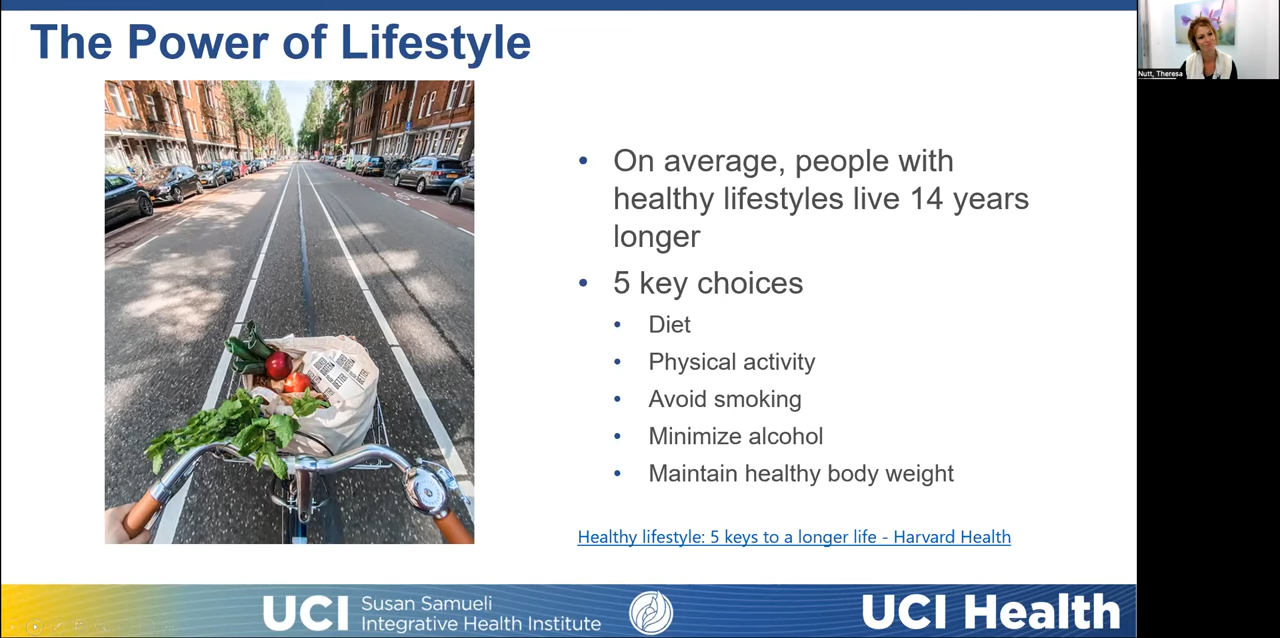 The Power of Lifestyle
Nutt, Theresa
• On average, people with
healthy lifestyles live 14 years
longer
• 5 key choices
• Diet
• Physical activity
• Avoid smoking
• Minimize alcohol
• Maintain healthy body weight
Healthy lifestyle: 5 keys to a longer life - Harvard Health
UCI Susan Samueli
Integrative Health Institute
UCI Health